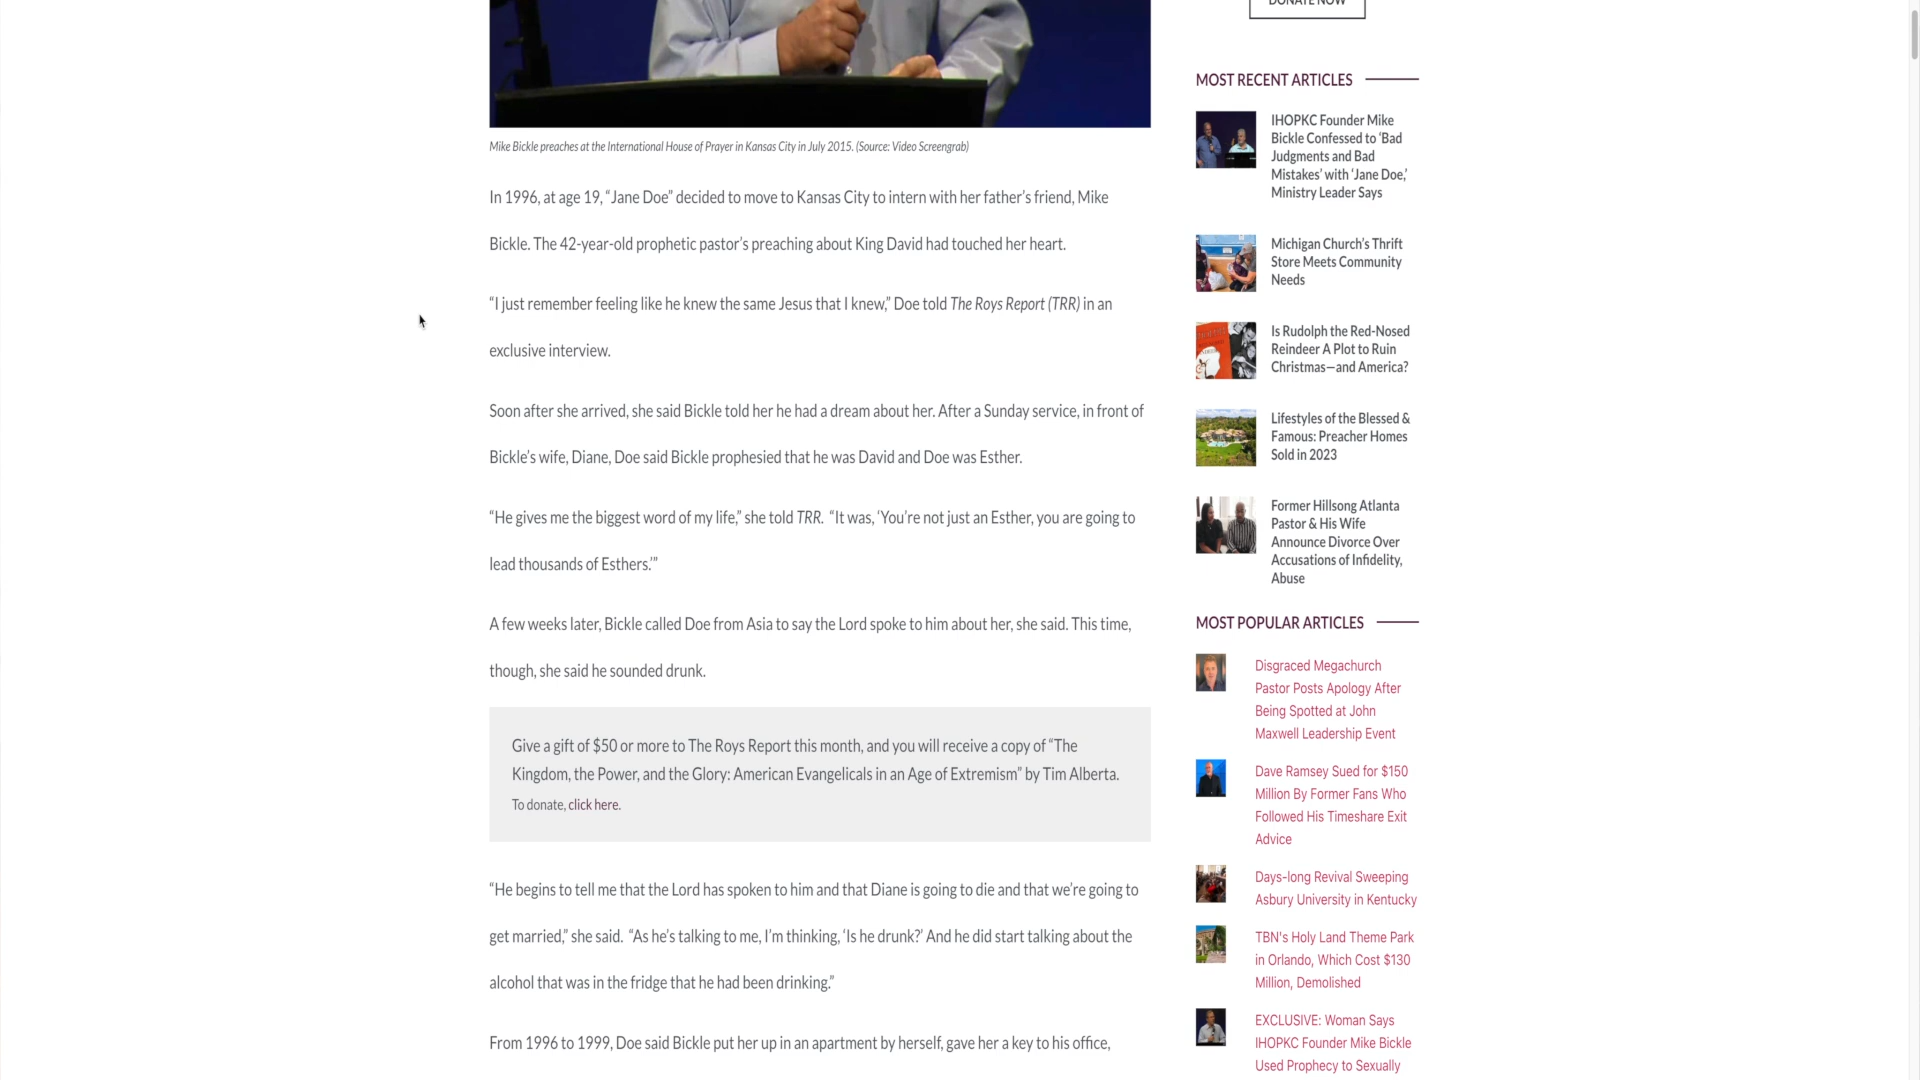 DONATE NOW
Mike Bickle preaches at the International House of Prayer in Kansas City in July 2015. (Source: Video Screengrab)
In 1996, at age 19, “Jane Doe” decided to move to Kansas City to intern with her father’s friend, Mike
Bickle. The 42-year-old prophetic pastor’s preaching about King David had touched her heart.
“I just remember feeling like he knew the same Jesus that I knew,” Doe told The Roys Report (TRR) in an
exclusive interview.
Soon after she arrived, she said Bickle told her he had a dream about her. After a Sunday service, in front of
Bickle’s wife, Diane, Doe said Bickle prophesied that he was David and Doe was Esther.
“He gives me the biggest word of my life,” she told TRR. “It was, ‘You’re not just an Esther, you are going to
lead thousands of Esthers.’”
A few weeks later, Bickle called Doe from Asia to say the Lord spoke to him about her, she said. This time,
though, she said he sounded drunk.
Give a gift of $50 or more to The Roys Report this month, and you will receive a copy of “The
Kingdom, the Power, and the Glory: American Evangelicals in an Age of Extremism” by Tim Alberta.
To donate, click here.
“He begins to tell me that the Lord has spoken to him and that Diane is going to die and that we’re going to
get married,” she said. “As he’s talking to me, I’m thinking, ‘Is he drunk?’ And he did start talking about the
alcohol that was in the fridge that he had been drinking.”
From 1996 to 1999, Doe said Bickle put her up in an apartment by herself, gave her a key to his office,
MOST RECENT ARTICLES
IHOPKC Founder Mike
Bickle Confessed to ‘Bad
Judgments and Bad
Mistakes’ with ‘Jane Doe,’
Ministry Leader Says
Michigan Church’s Thrift
Store Meets Community
Needs
Is Rudolph the Red-Nosed
Reindeer A Plot to Ruin
Christmas—and America?
Lifestyles of the Blessed &
Famous: Preacher Homes
Sold in 2023
Former Hillsong Atlanta
Pastor & His Wife
Announce Divorce Over
Accusations of Infidelity,
Abuse
MOST POPULAR ARTICLES
Disgraced Megachurch
Pastor Posts Apology After
Being Spotted at John
Maxwell Leadership Event
Dave Ramsey Sued for $150
Million By Former Fans Who
Followed His Timeshare Exit
Advice
Days-long Revival Sweeping
Asbury University in Kentucky
TBN's Holy Land Theme Park
in Orlando, Which Cost $130
Million, Demolished
EXCLUSIVE: Woman Says
IHOPKC Founder Mike Bickle
Used Prophecy to Sexually